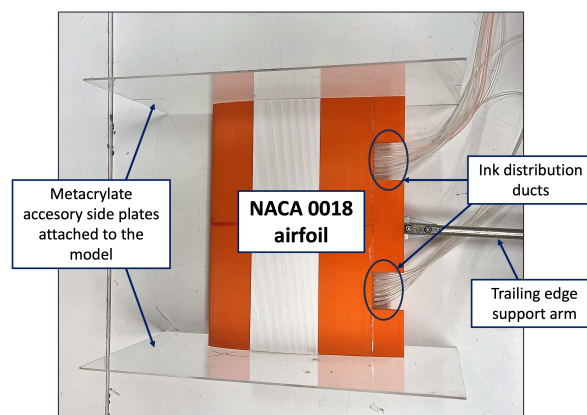 Metacrylate
accesory side plates
attached to the
model
NACA 0018
airfoil
Ink distribution
ducts
Trailing edge
support arm